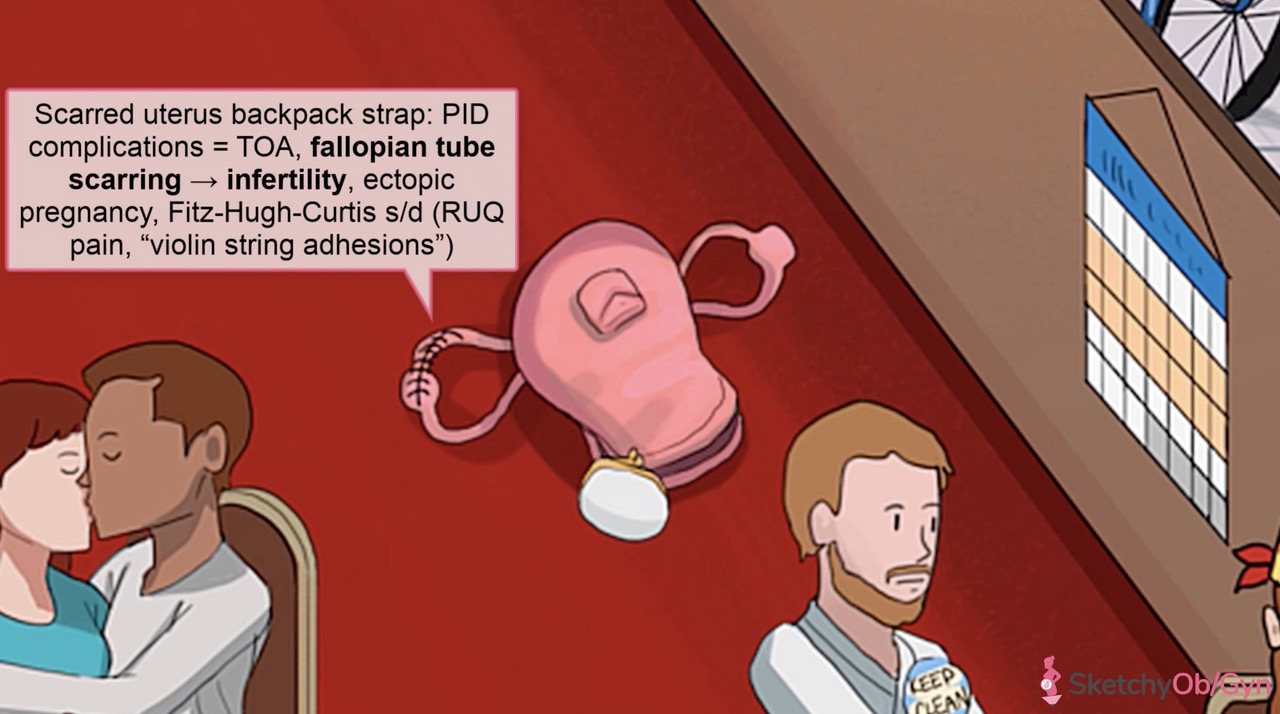 Scarred uterus backpack strap: PID
complications = TOA, fallopian tube
scarring → infertility, ectopic
pregnancy, Fitz-Hugh-Curtis s/d (RUQ
pain, “violin string adhesions”)
KEEP
CLEAN
SketchyOb/Gyn